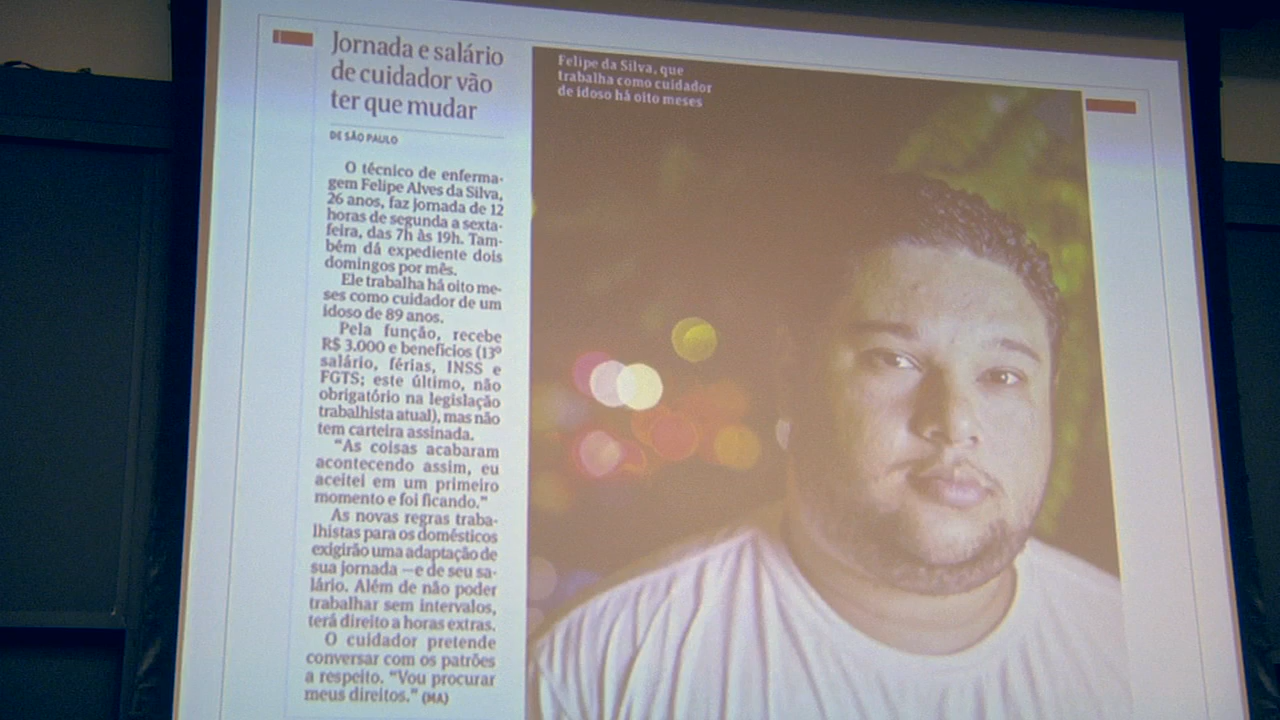 Jornada e salário
de cuidador vão
ter que mudar
DE SÃO PAULO
O técnico de enferma-
gem Felipe Alves da Silva,
26 anos, faz jornada de 12
horas de segunda a sexta-
feira, das 7h às 19h. Tam-
bém dá expediente dois
domingos por mês.
Ele trabalha há oito me-
ses como cuidador de um
idoso de 89 anos.
Pela função, recebe
R$ 3.000 e benefícios (13º
salário, férias, INSS e
FGTS; este último, não
obrigatório na legislação
trabalhista atual), mas não
tem carteira assinada.
"As coisas acabaram
acontecendo assim, eu
aceitei em um primeiro
momento e foi ficando."
As novas regras traba-
lhistas para os domésticos
exigirão uma adaptação de
sua jornada —e de seu sa-
lário. Além de não poder
trabalhar sem intervalos,
terá direito a horas extras.
O cuidador pretende
conversar com os patrões
a respeito. "Vou procurar
meus direitos." (MA)
Felipe da Silva, que
trabalha como cuidador
de idoso há oito meses